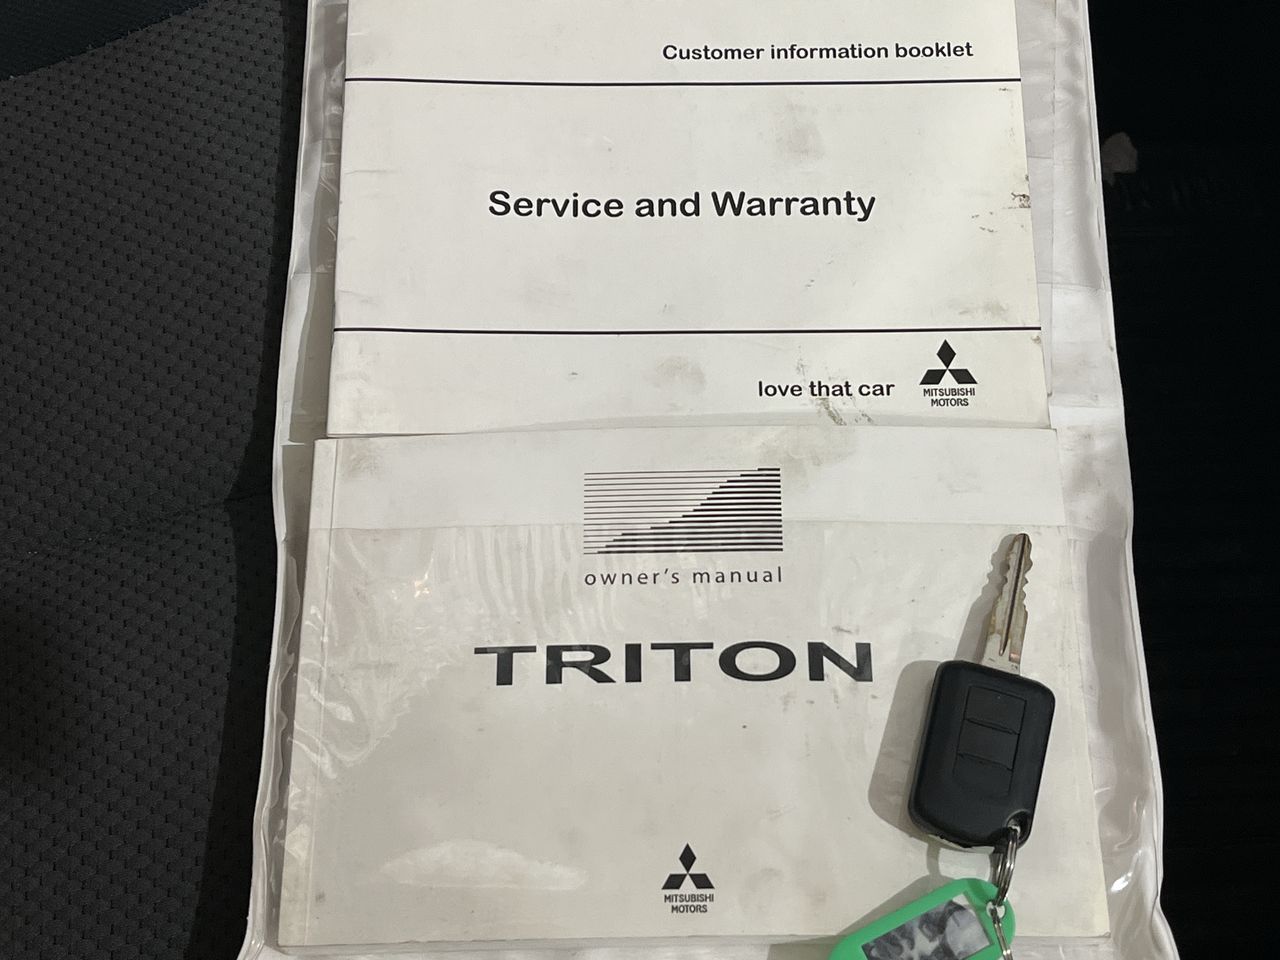 Customer information booklet
Service and Warranty
love that car
MITSUBISHI
MOTORS
owner's manual
TRITON
MITSUBISHI
MOTORS